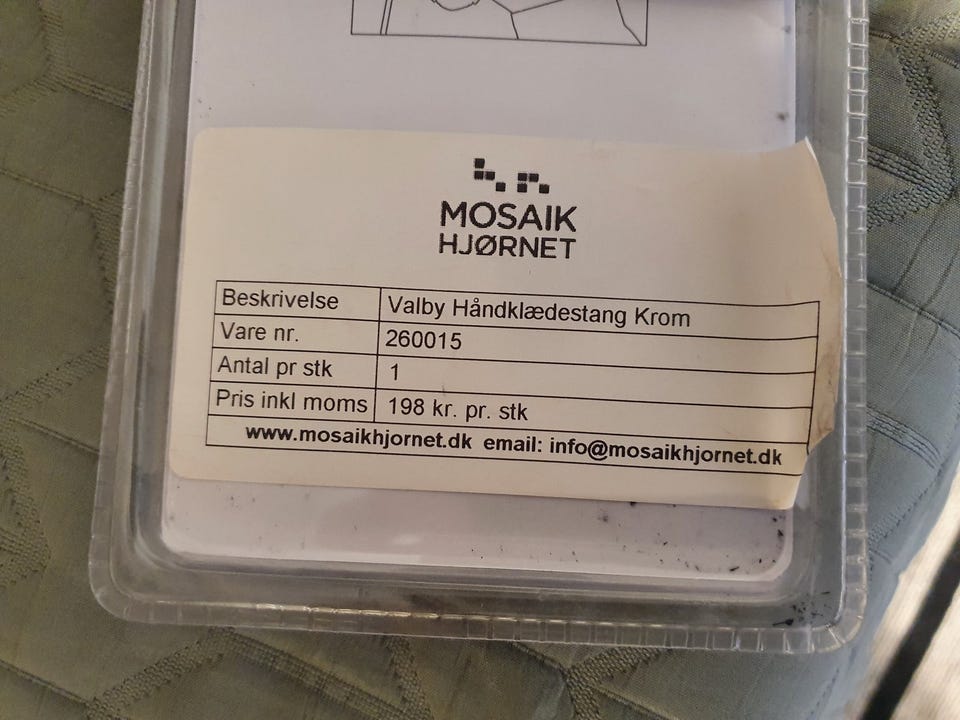 MOSAIK
HJØRNET
Beskrivelse Valby Håndklædestang Krom
Vare nr. 260015
Antal pr stk 1
Pris inkl moms 198 kr. pr. stk
www.mosaikhjornet.dk email: info@mosaikhjornet.dk